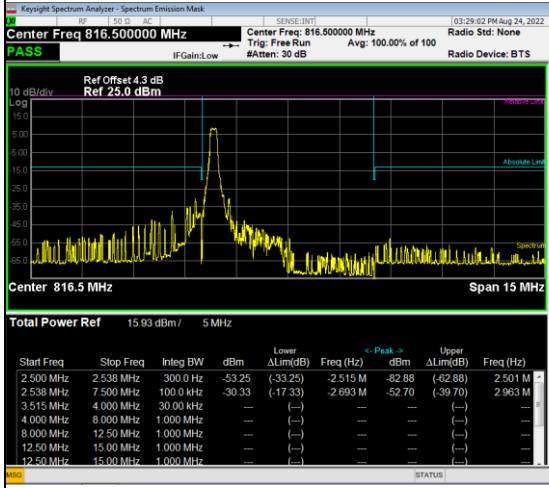 Keysight Spectrum Analyzer - Spectrum Emission Mask
RF 50 Ω AC SENSE:INT 03:29:02 PM Aug 24, 2022
Center Freq 816.500000 MHz Center Freq: 816.500000 MHz Radio Std: None
PASS Trig: Free Run Avg: 100.00% of 100
IFGain:Low #Atten: 30 dB Radio Device: BTS
Ref Offset 4.3 dB
10 dB/div Ref 25.0 dBm
Log
Relative Limit
15.0
5.00
-5.00
Absolute Limit
-15.0
-25.0
-35.0
-45.0
-55.0
Spectrum
-65.0
Center 816.5 MHz Span 15 MHz
Total Power Ref 15.93 dBm / 5 MHz
Lower <- Peak -> Upper
Start Freq Stop Freq Integ BW dBm ΔLim(dB) Freq (Hz) dBm ΔLim(dB) Freq (Hz)
2.500 MHz 2.538 MHz 300.0 Hz -53.25 (-33.25) -2.515 M -82.88 (-62.88) 2.501 M
2.538 MHz 7.500 MHz 100.0 kHz -30.33 (-17.33) -2.693 M -52.70 (-39.70) 2.963 M
3.515 MHz 4.000 MHz 30.00 kHz --- (---) --- --- (---) ---
4.000 MHz 8.000 MHz 1.000 MHz --- (---) --- --- (---) ---
8.000 MHz 12.50 MHz 1.000 MHz --- (---) --- --- (---) ---
12.50 MHz 15.00 MHz 1.000 MHz --- (---) --- --- (---) ---
12.50 MHz 15.00 MHz 1.000 MHz --- (---) --- --- (---) ---
MSG STATUS